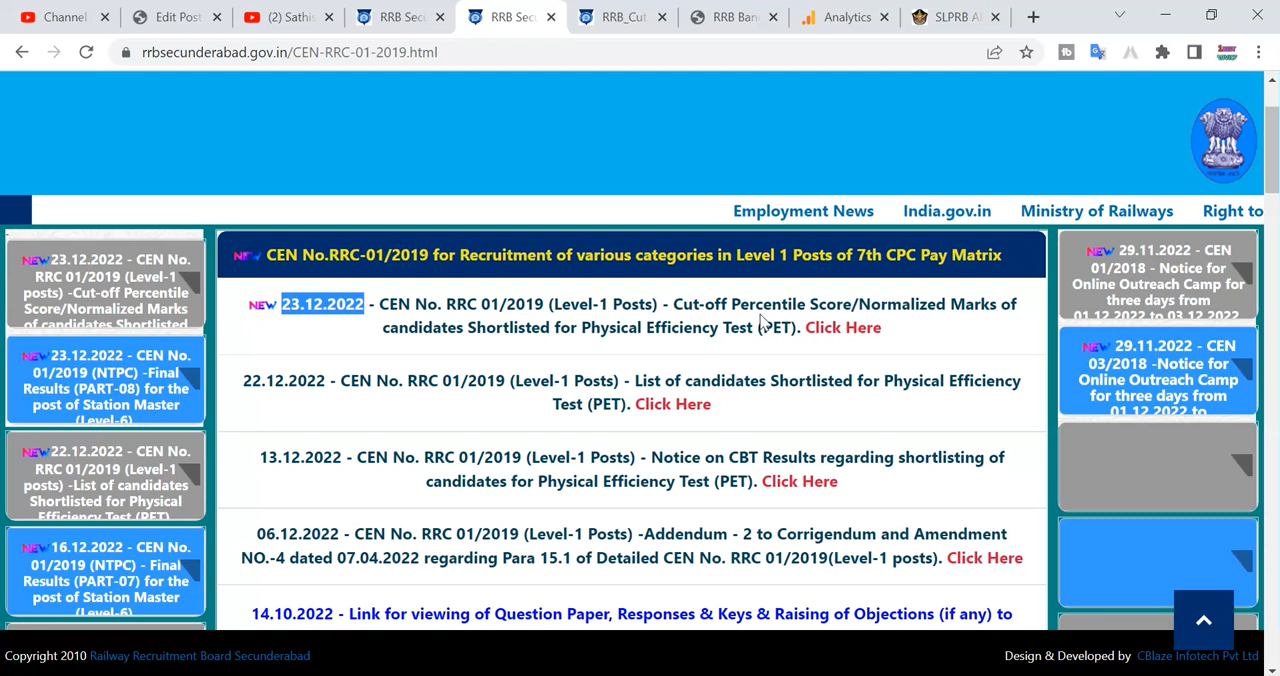 Channel
Edit Post
(2) Sathis
RRB Sec
RRB Secu
RRB_Cut
RRB Ban
Analytics
SLPRB A
rrbsecunderabad.gov.in/CEN-RRC-01-2019.html
Employment News India.gov.in Ministry of Railways Right to
NEW 23.12.2022 - CEN No.
RRC 01/2019 (Level-1
posts) -Cut-off Percentile
Score/Normalized Marks
of candidates Shortlisted
NEW 23.12.2022 - CEN No.
01/2019 (NTPC) -Final
Results (PART-08) for the
post of Station Master
(Level-6)
NEW 22.12.2022 - CEN No.
RRC 01/2019 (Level-1
posts) -List of candidates
Shortlisted for Physical
Efficiency Test (PET)
NEW 16.12.2022 - CEN No.
01/2019 (NTPC) - Final
Results (PART-07) for the
post of Station Master
(Level-6)
NEW CEN No.RRC-01/2019 for Recruitment of various categories in Level 1 Posts of 7th CPC Pay Matrix
NEW 23.12.2022 - CEN No. RRC 01/2019 (Level-1 Posts) - Cut-off Percentile Score/Normalized Marks of
candidates Shortlisted for Physical Efficiency Test (PET). Click Here
22.12.2022 - CEN No. RRC 01/2019 (Level-1 Posts) - List of candidates Shortlisted for Physical Efficiency
Test (PET). Click Here
13.12.2022 - CEN No. RRC 01/2019 (Level-1 Posts) - Notice on CBT Results regarding shortlisting of
candidates for Physical Efficiency Test (PET). Click Here
06.12.2022 - CEN No. RRC 01/2019 (Level-1 Posts) -Addendum - 2 to Corrigendum and Amendment
NO.-4 dated 07.04.2022 regarding Para 15.1 of Detailed CEN No. RRC 01/2019(Level-1 posts). Click Here
14.10.2022 - Link for viewing of Question Paper, Responses & Keys & Raising of Objections (if any) to
NEW 29.11.2022 - CEN
01/2018 - Notice for
Online Outreach Camp for
three days from
01.12.2022 to 03.12.2022
NEW 29.11.2022 - CEN
03/2018 -Notice for
Online Outreach Camp
for three days from
01.12.2022 to
Copyright 2010 Railway Recruitment Board Secunderabad
Design & Developed by CBlaze Infotech Pvt Ltd